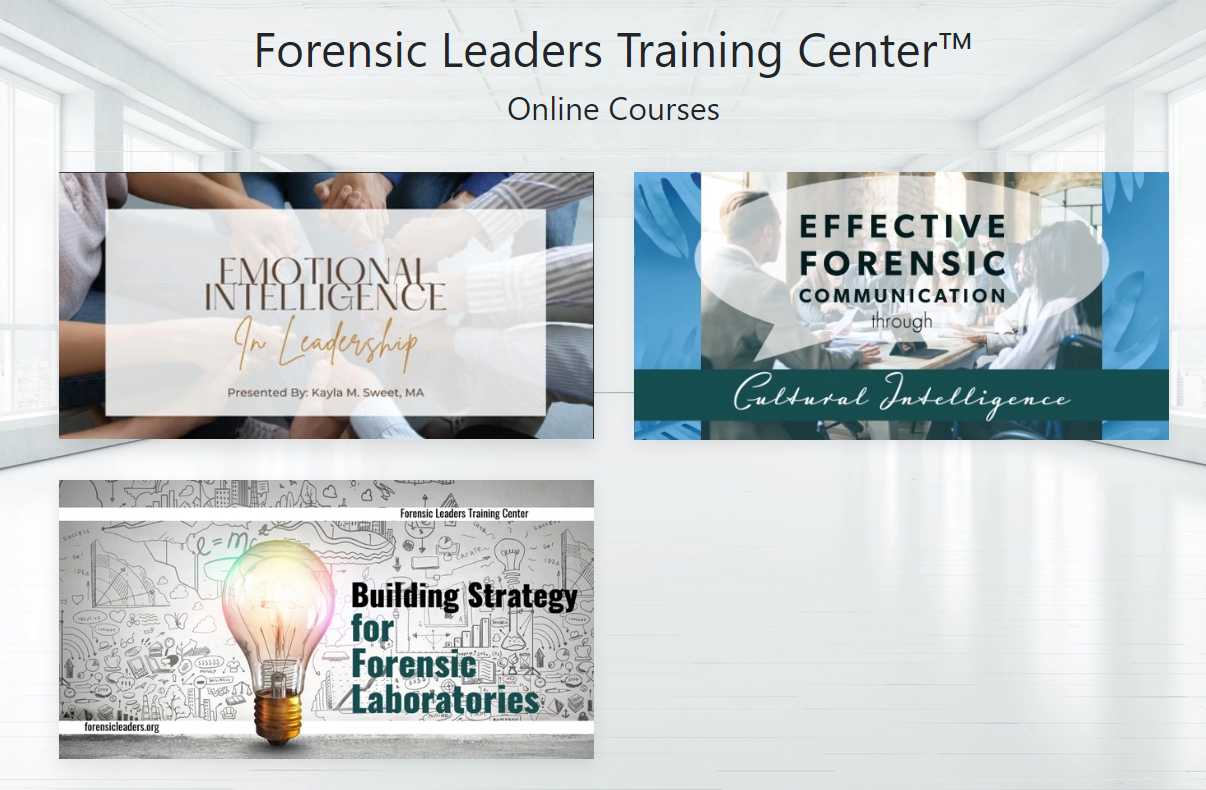 Forensic Leaders Training Center™
Online Courses
EMOTIONAL
INTELLIGENCE
In Leadership
Presented By: Kayla M. Sweet, MA
EFFECTIVE
FORENSIC
COMMUNICATION
through
Cultural Intelligence
Forensic Leaders Training Center
e=mc
Building Strategy
for
Forensic
Laboratories
forensicleaders.org